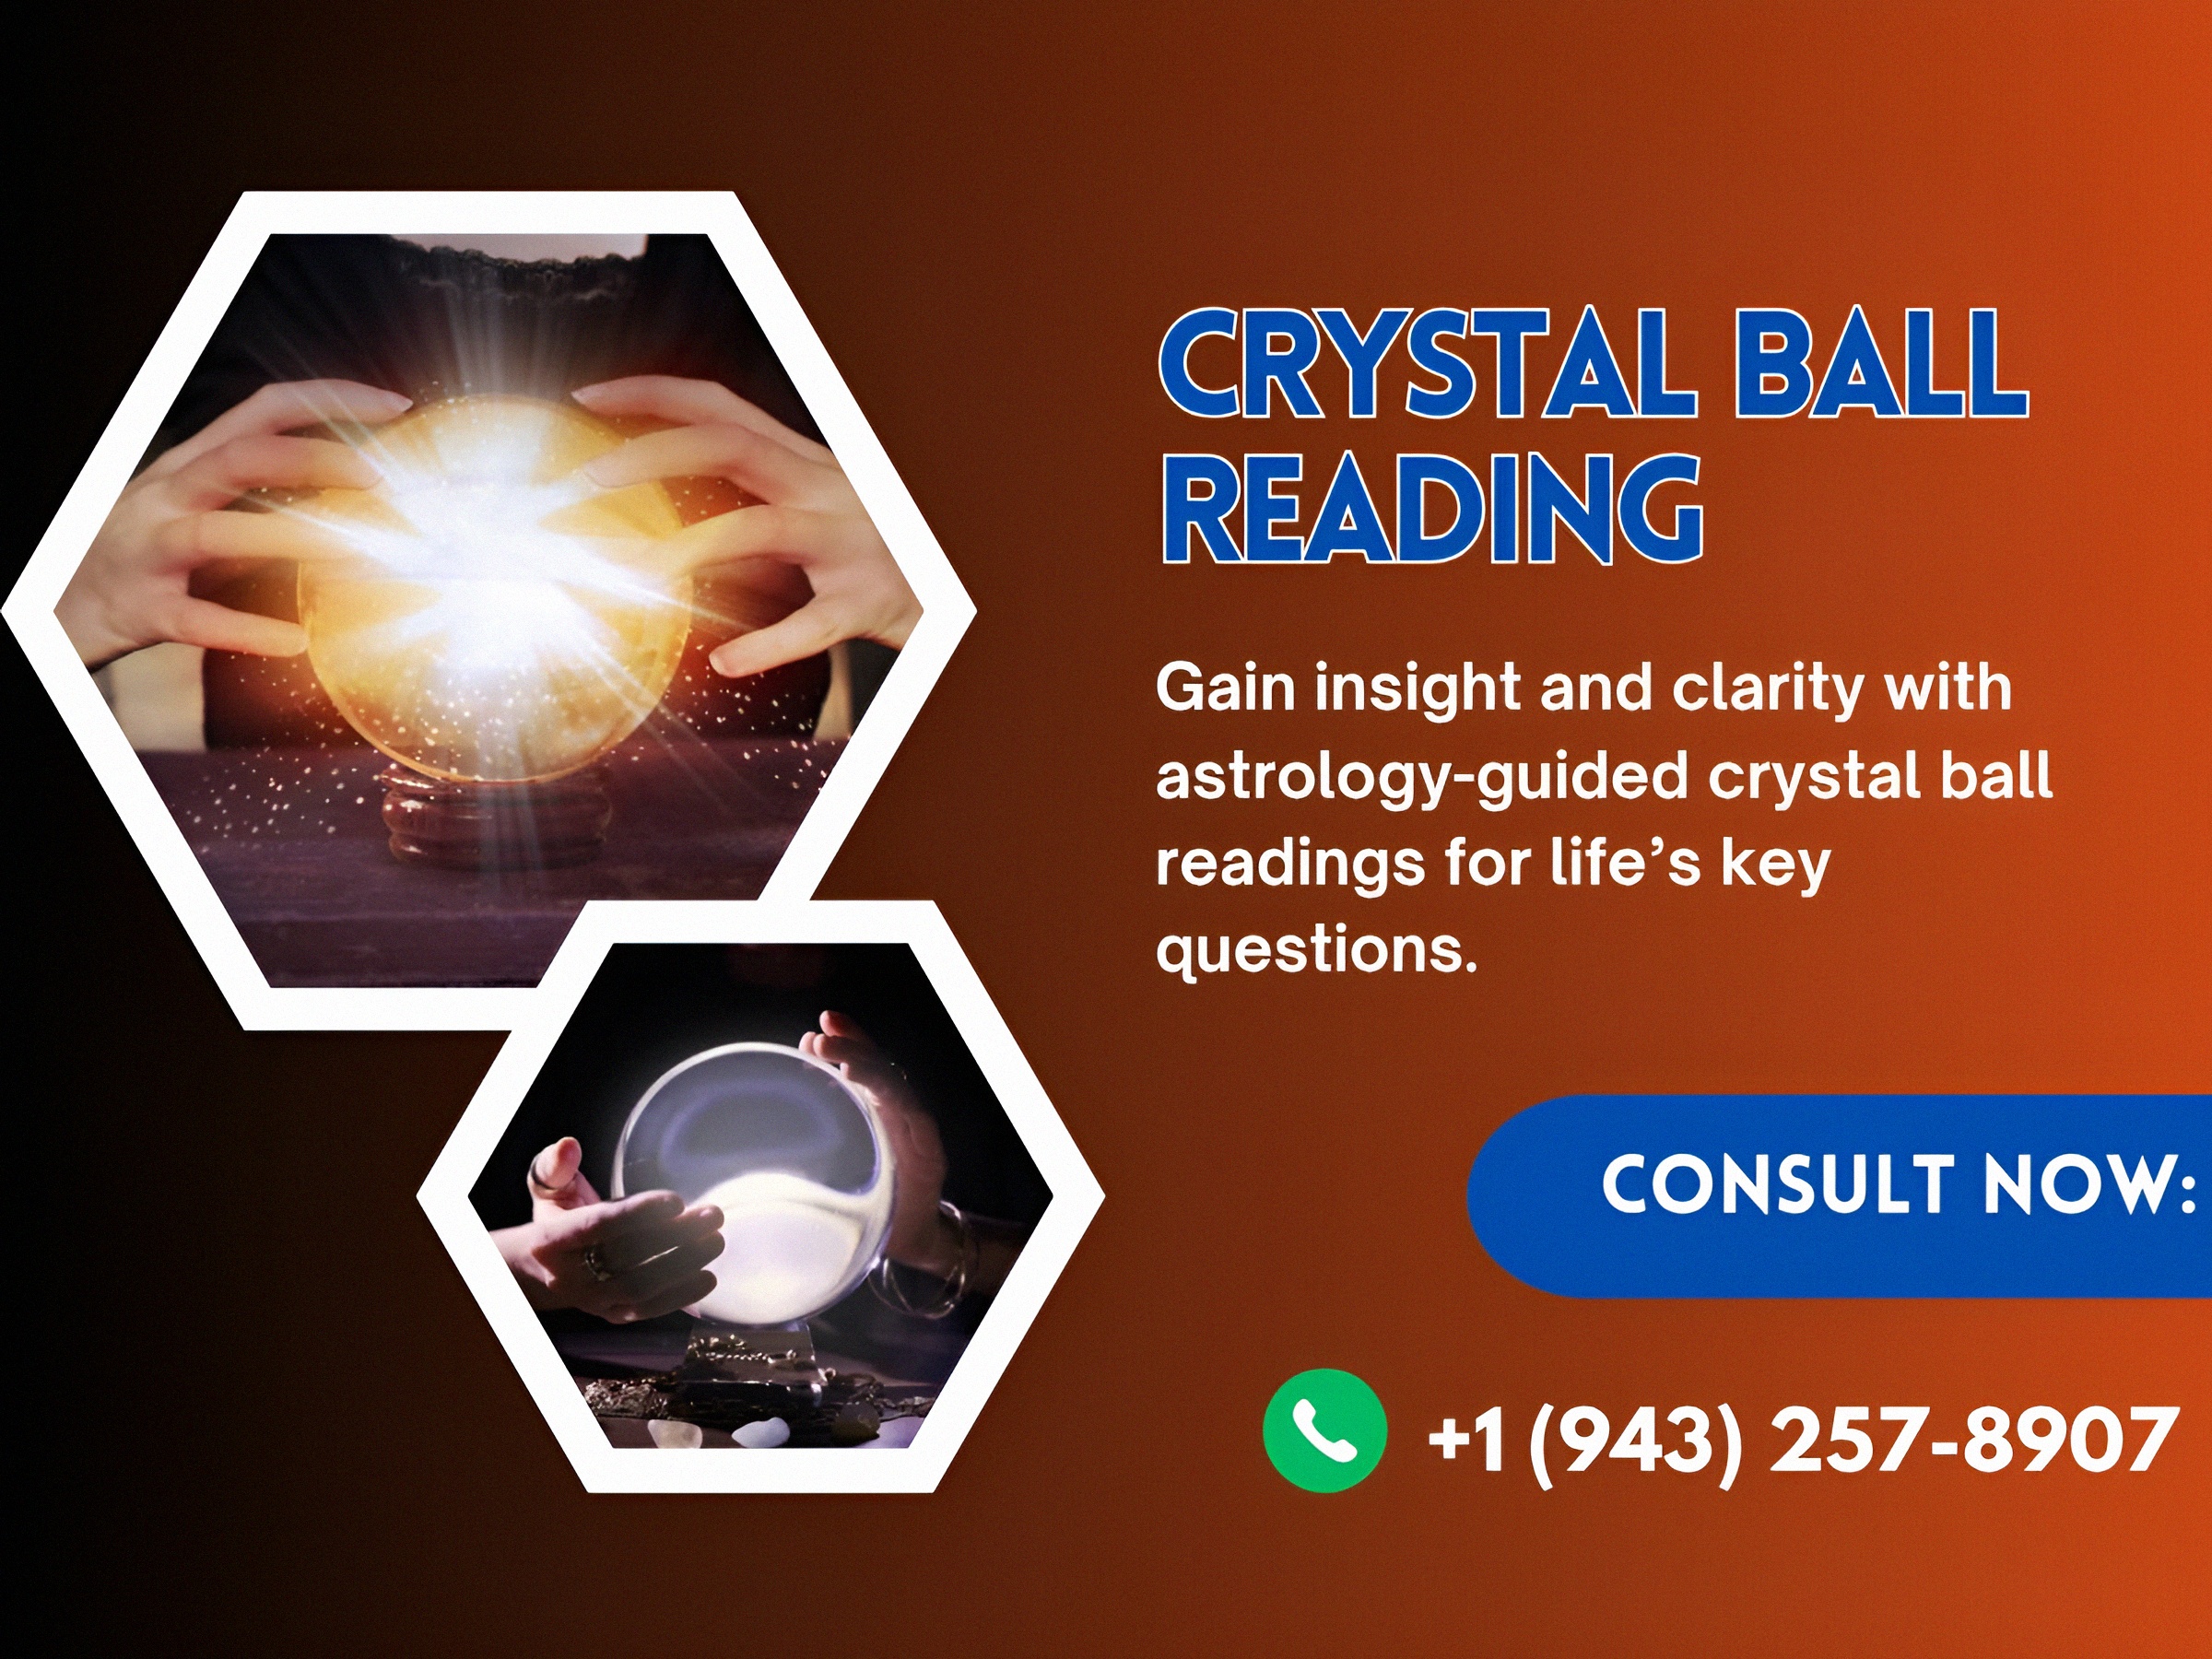 CRYSTAL BALL
READING
Gain insight and clarity with
astrology-guided crystal ball
readings for life’s key
questions.
CONSULT NOW:
+1 (943) 257-8907